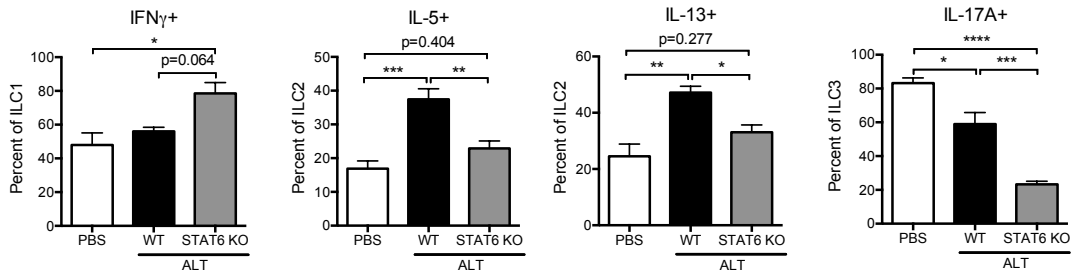 IFNγ+
*
p=0.064
Percent of ILC1
100
80
60
40
20
0
PBS
WT
STAT6 KO
ALT
IL-5+
p=0.404
***
**
Percent of ILC2
50
40
30
20
10
0
PBS
WT
STAT6 KO
ALT
IL-13+
p=0.277
**
*
Percent of ILC2
60
40
20
0
PBS
WT
STAT6 KO
ALT
IL-17A+
****
*
***
Percent of ILC3
100
80
60
40
20
0
PBS
WT
STAT6 KO
ALT